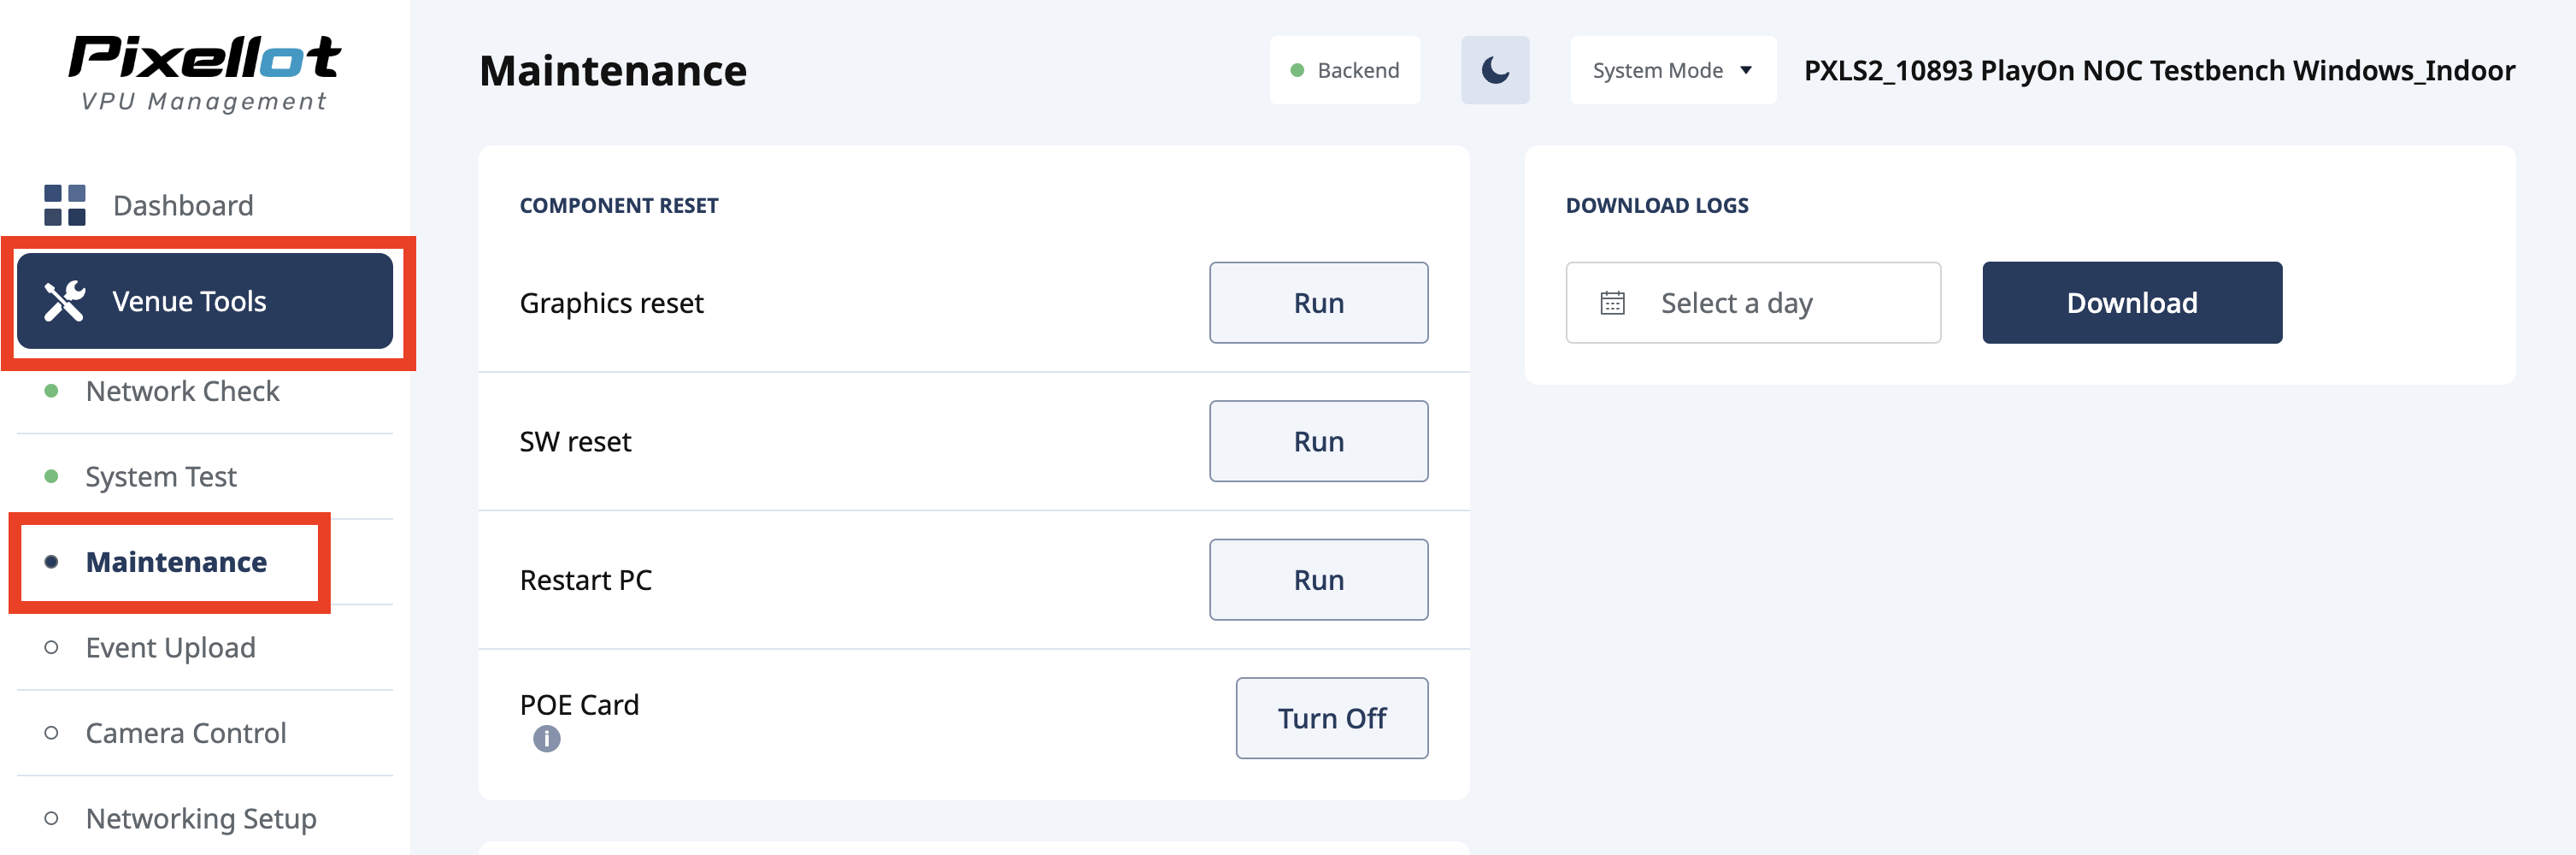 Pixellot
VPU Management
Dashboard
Venue Tools
Network Check
System Test
Maintenance
Event Upload
Camera Control
Networking Setup
Maintenance
Backend
System Mode
PXLS2_10893 PlayOn NOC Testbench Windows_Indoor
COMPONENT RESET
Graphics reset
Run
SW reset
Run
Restart PC
Run
POE Card
i
Turn Off
DOWNLOAD LOGS
Select a day
Download